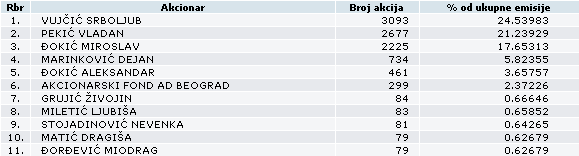 Rbr Akcionar Broj akcija % od ukupne emisije
1. VUJČIĆ SRBOLJUB 3093 24.53983
2. PEKIĆ VLADAN 2677 21.23929
3. ĐOKIĆ MIROSLAV 2225 17.65313
4. MARINKOVIĆ DEJAN 734 5.82355
5. ĐOKIĆ ALEKSANDAR 461 3.65757
6. AKCIONARSKI FOND AD BEOGRAD 299 2.37226
7. GRUJIĆ ŽIVOJIN 84 0.66646
8. MILETIĆ LJUBIŠA 83 0.65852
9. STOJADINOVIĆ NEVENKA 81 0.64265
10. MATIĆ DRAGIŠA 79 0.62679
11. ĐORĐEVIĆ MIODRAG 79 0.62679